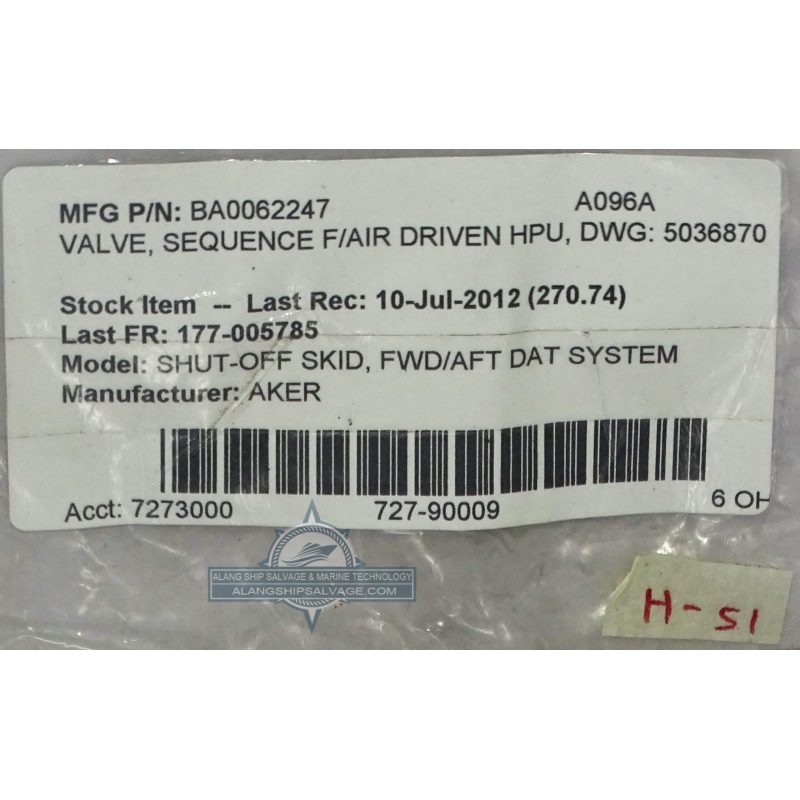 MFG P/N: BA0062247 A096A
VALVE, SEQUENCE F/AIR DRIVEN HPU, DWG: 5036870
Stock Item -- Last Rec: 10-Jul-2012 (270.74)
Last FR: 177-005785
Model: SHUT-OFF SKID, FWD/AFT DAT SYSTEM
Manufacturer: AKER
Acct: 7273000 727-90009 6 OH
ALANG SHIP SALVAGE & MARINE TECHNOLOGY
ALANGSHIPSALVAGE.COM
H-51